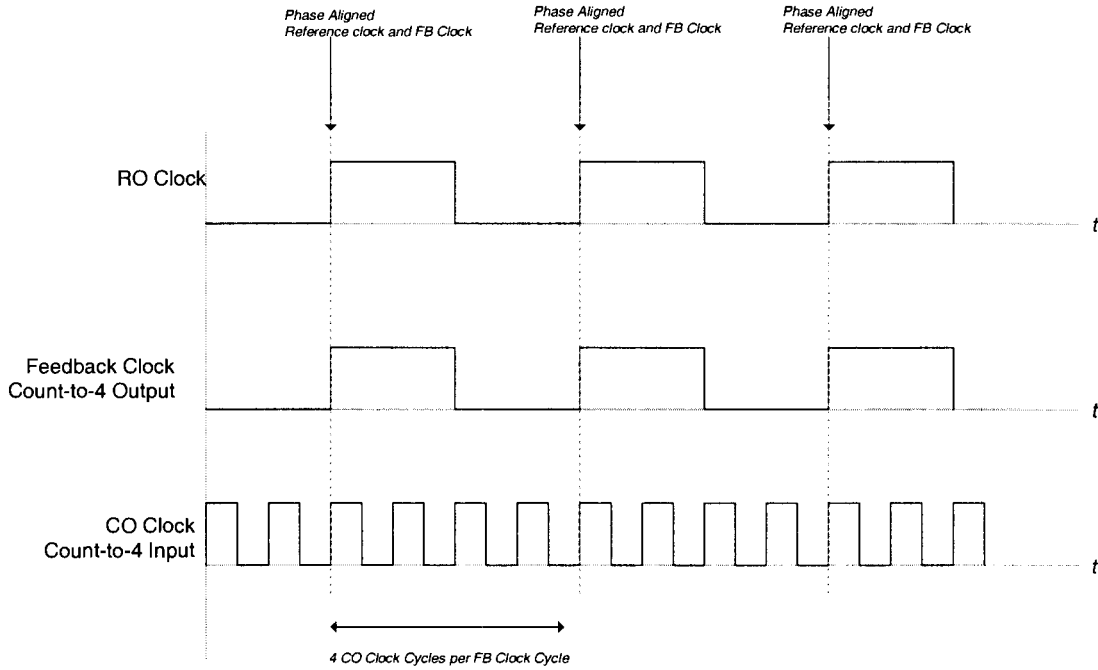 Phase Aligned
Reference clock and FB Clock
Phase Aligned
Reference clock and FB Clock
Phase Aligned
Reference clock and FB Clock
RO Clock
t
Feedback Clock
Count-to-4 Output
t
CO Clock
Count-to-4 Input
t
4 CO Clock Cycles per FB Clock Cycle